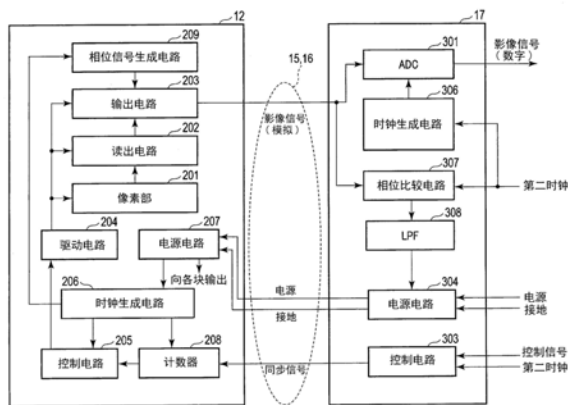 12
17
209
相位信号生成电路
203
输出电路
202
读出电路
201
像素部
204
驱动电路
207
电源电路
向各块输出
206
时钟生成电路
205
控制电路
208
计数器
15,16
影像信号
(模拟)
电源
接地
同步信号
301
ADC
影像信号
(数字)
306
时钟生成电路
307
相位比较电路
第二时钟
308
LPF
304
电源电路
电源
接地
303
控制电路
控制信号
第二时钟